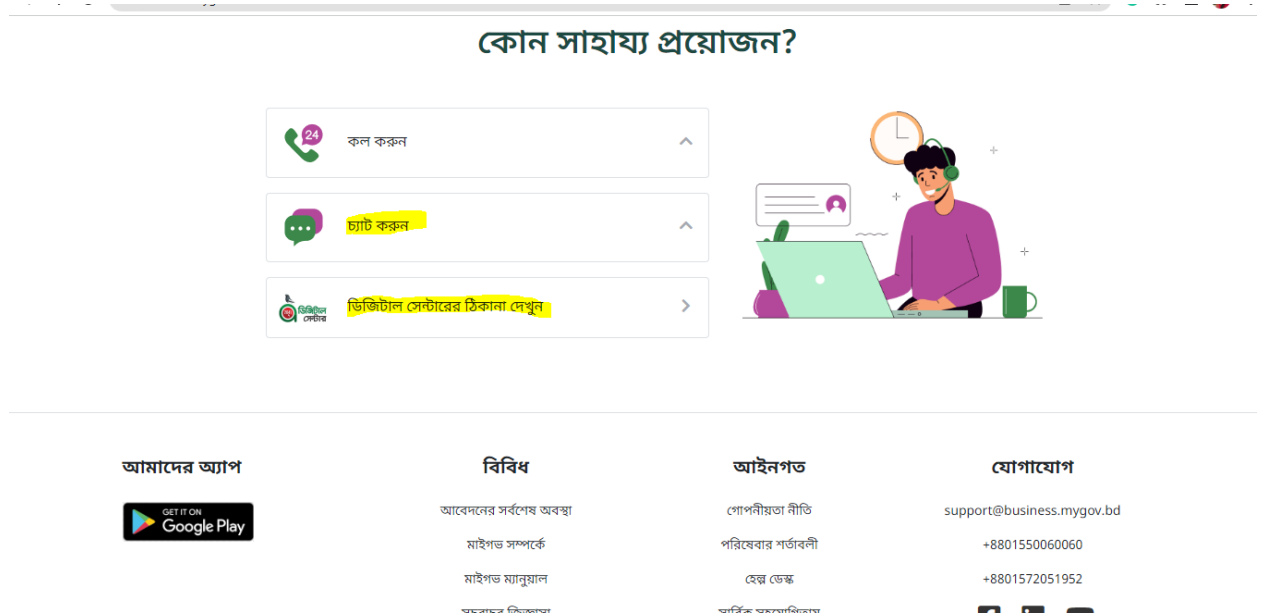 কোন সাহায্য প্রয়োজন?
24
কল করুন
চ্যাট করুন
ডিজিটাল সেন্টার
ডিজিটাল সেন্টারের ঠিকানা দেখুন
আমাদের অ্যাপ
GET IT ON
Google Play
বিবিধ
আবেদনের সর্বশেষ অবস্থা
মাইগভ সম্পর্কে
মাইগভ ম্যানুয়াল
আইনগত
গোপনীয়তা নীতি
পরিষেবার শর্তাবলী
হেল্প ডেস্ক
যোগাযোগ
support@business.mygov.bd
+8801550060060
+8801572051952